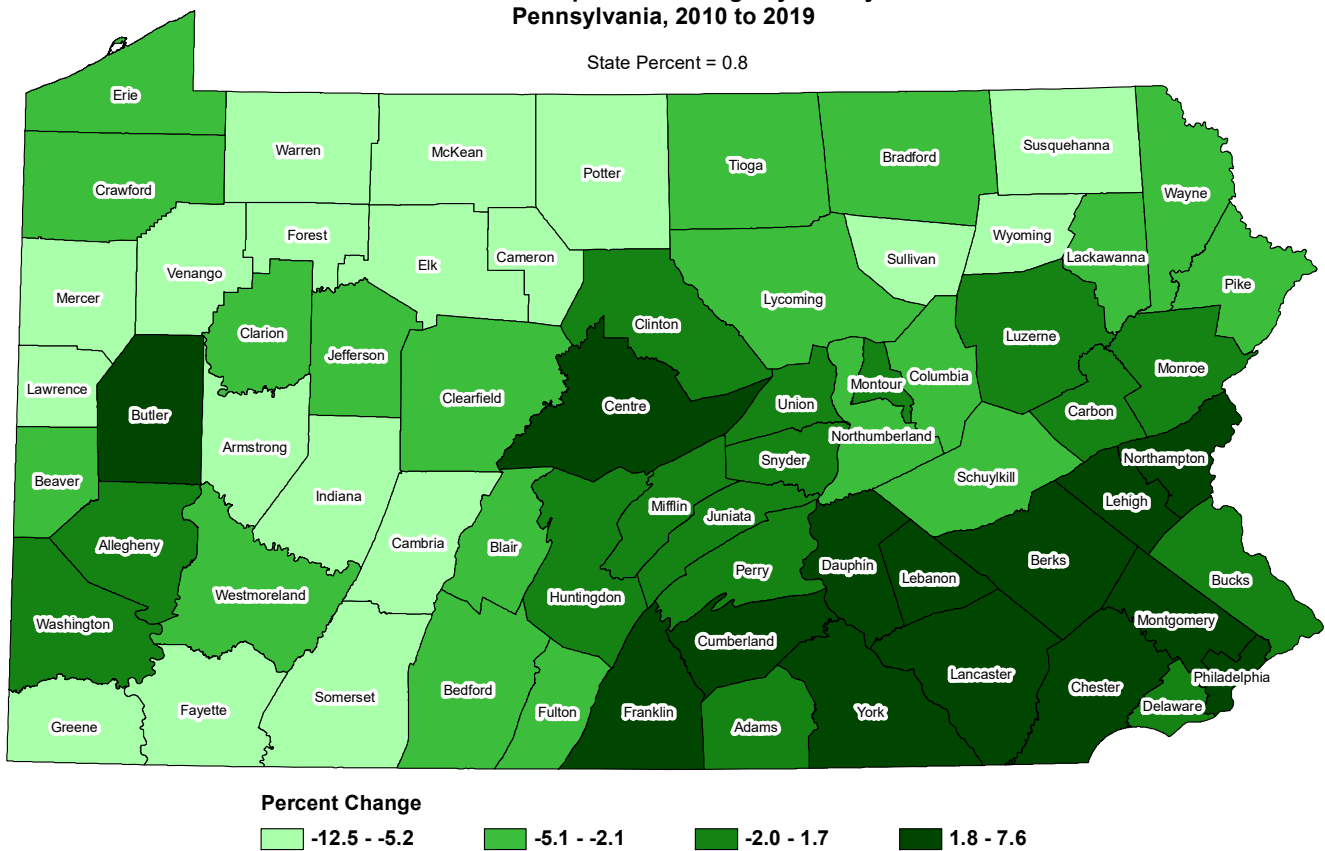 Pennsylvania, 2010 to 2019
State Percent = 0.8
Erie
Warren
McKean
Potter
Tioga
Bradford
Susquehanna
Wayne
Crawford
Forest
Elk
Cameron
Sullivan
Wyoming
Lackawanna
Venango
Mercer
Pike
Lycoming
Clarion
Clinton
Luzerne
Jefferson
Monroe
Lawrence
Montour
Columbia
Butler
Clearfield
Centre
Union
Carbon
Armstrong
Northumberland
Snyder
Northampton
Beaver
Schuylkill
Indiana
Mifflin
Lehigh
Juniata
Allegheny
Cambria
Blair
Perry
Dauphin
Lebanon
Berks
Bucks
Westmoreland
Huntingdon
Washington
Montgomery
Cumberland
Lancaster
Philadelphia
Bedford
Chester
Somerset
Fayette
Fulton
Franklin
York
Delaware
Greene
Adams
Percent Change
-12.5 - -5.2
-5.1 - -2.1
-2.0 - 1.7
1.8 - 7.6